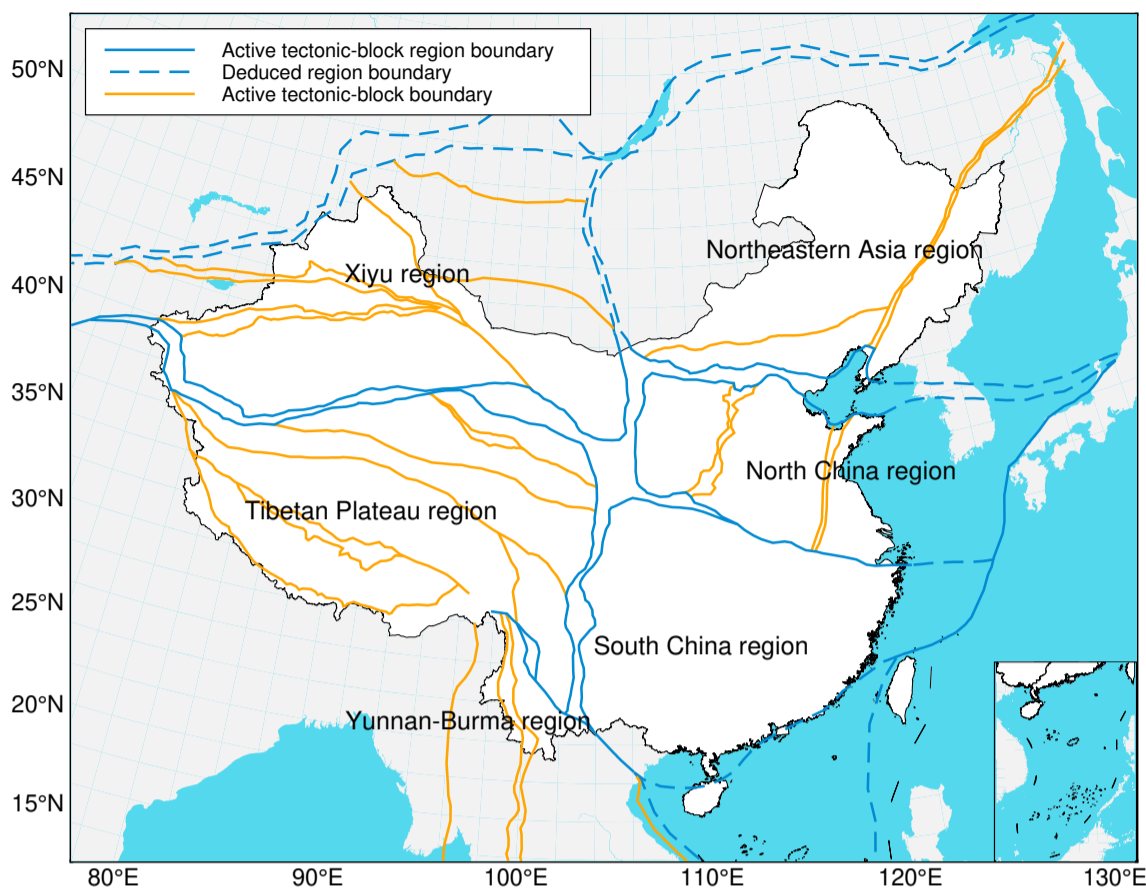 Active tectonic-block region boundary
Deduced region boundary
Active tectonic-block boundary
50°N
45°N
40°N
35°N
30°N
25°N
20°N
15°N
Northeastern Asia region
Xiyu region
North China region
Tibetan Plateau region
South China region
Yunnan-Burma region
80°E
90°E
100°E
110°E
120°E
130°E